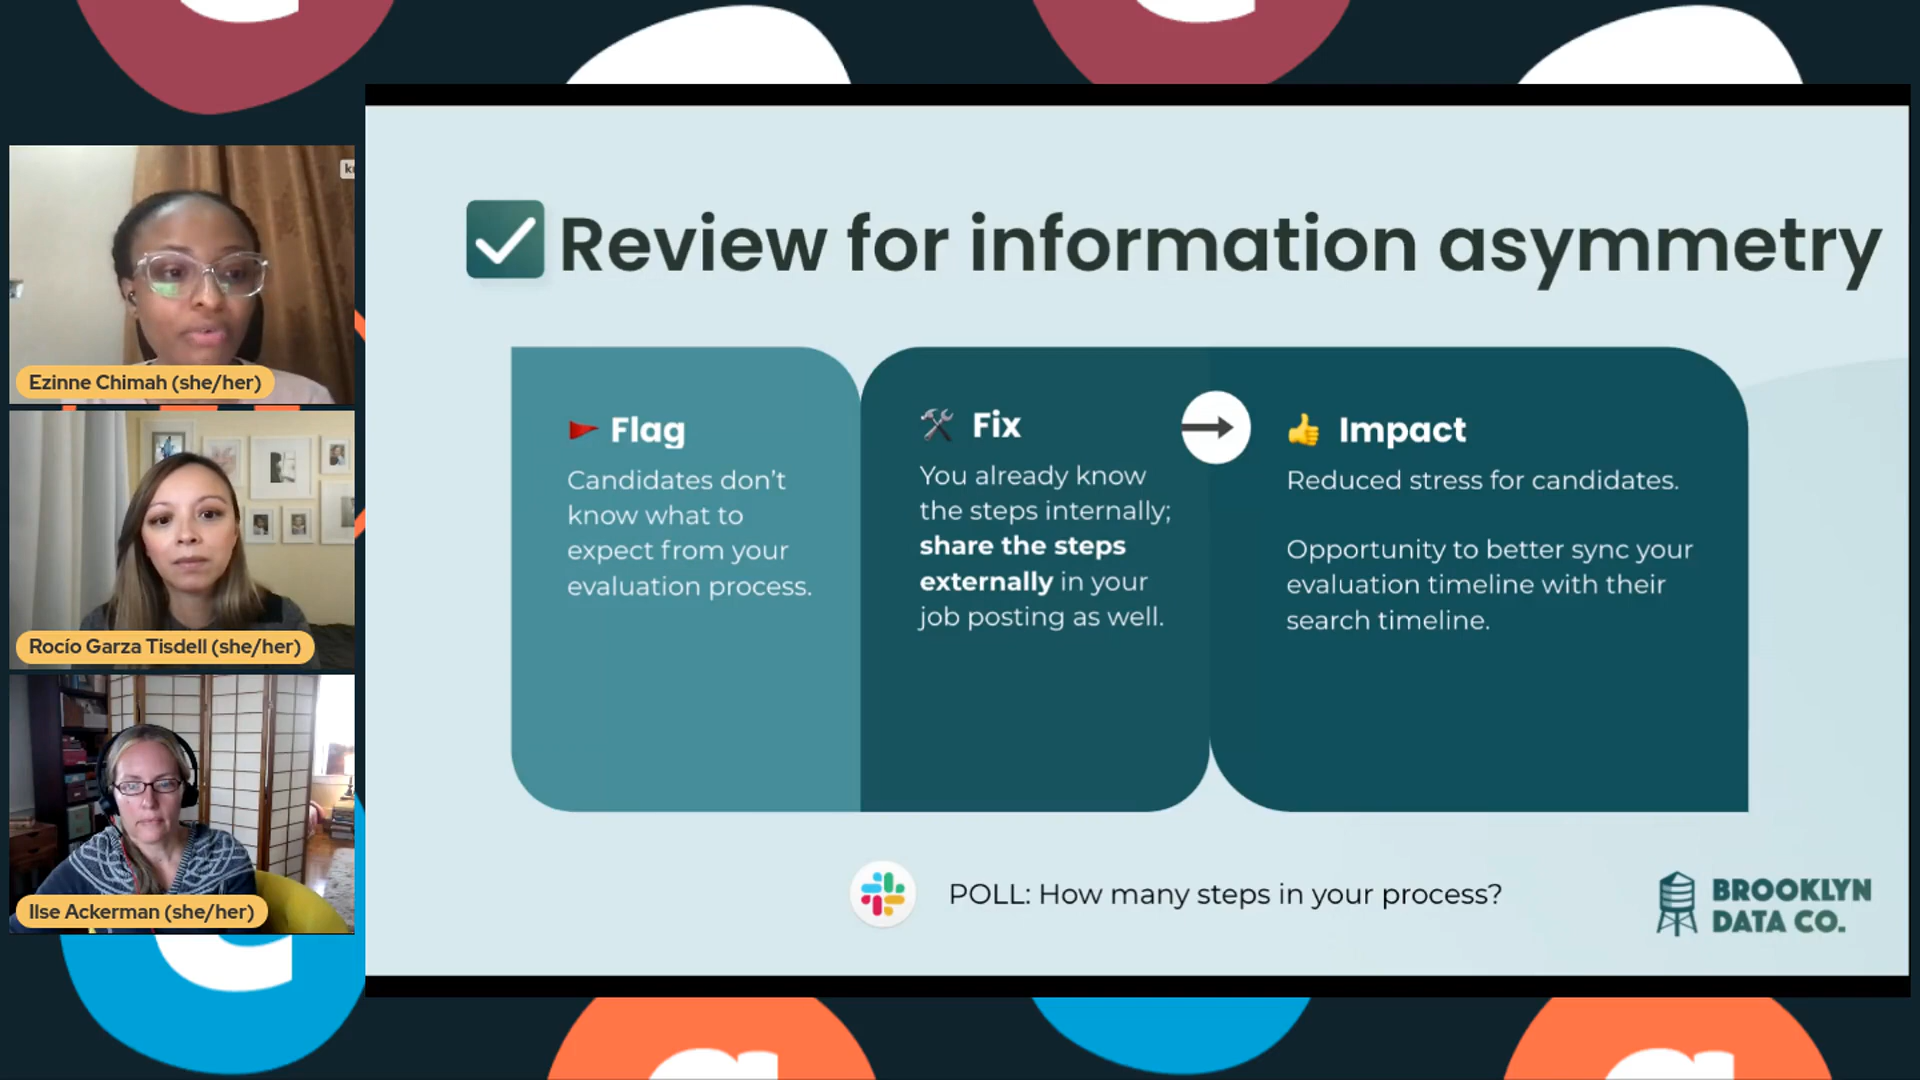 Ezinne Chimah (she/her)
Rocío Garza Tisdell (she/her)
Ilse Ackerman (she/her)
Review for information asymmetry
Flag
Candidates don’t
know what to
expect from your
evaluation process.
Fix
You already know
the steps internally;
share the steps
externally in your
job posting as well.
Impact
Reduced stress for candidates.
Opportunity to better sync your
evaluation timeline with their
search timeline.
POLL: How many steps in your process?
BROOKLYN
DATA CO.